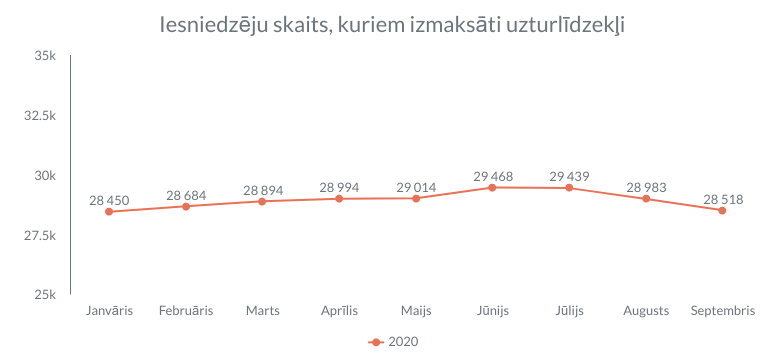 Iesniedzēju skaits, kuriem izmaksāti uzturlīdzekļi
35k
32.5k
30k
27.5k
25k
28 450
28 684
28 894
28 994
29 014
29 468
29 439
28 983
28 518
Janvāris
Februāris
Marts
Aprīlis
Maijs
Jūnijs
Jūlijs
Augusts
Septembris
2020